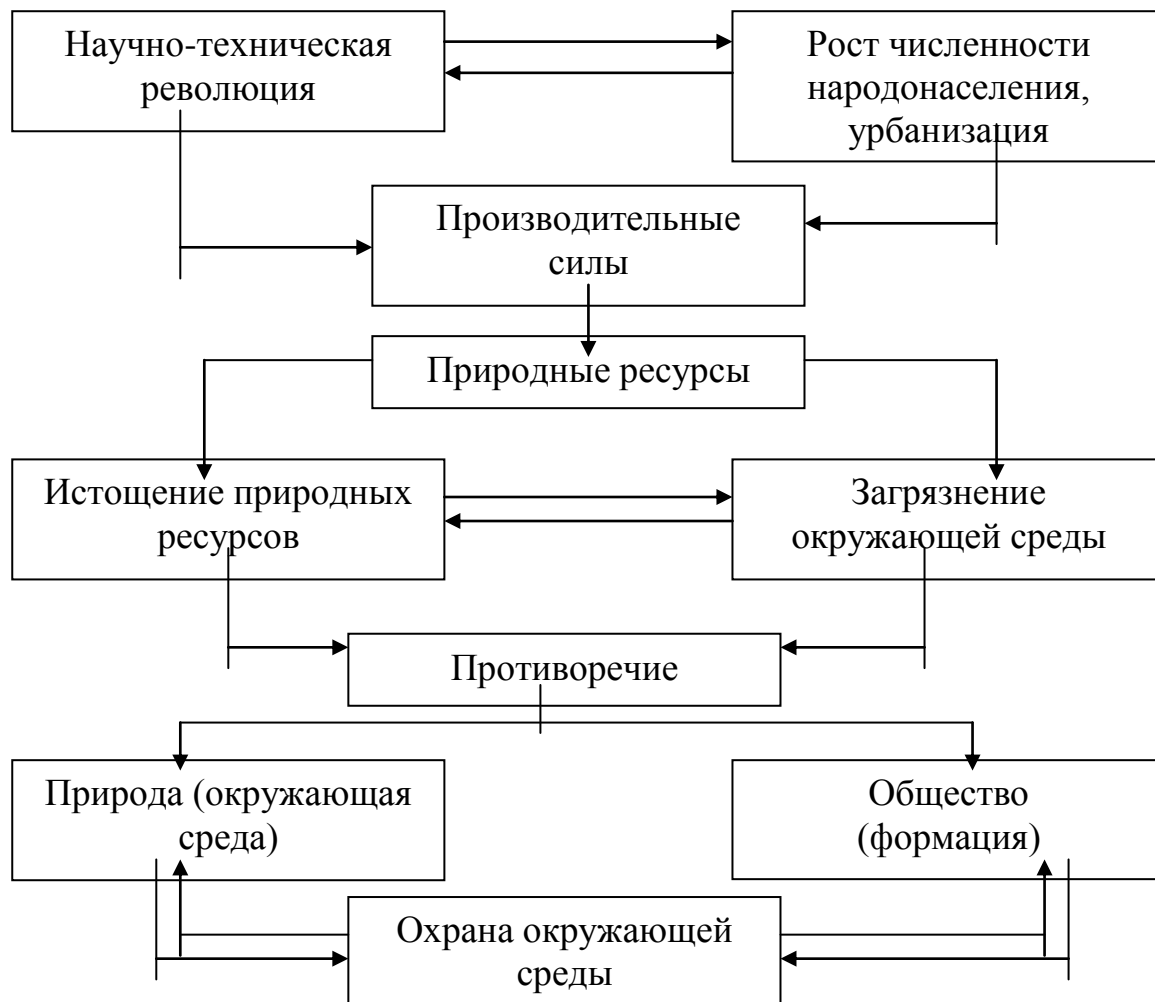 Научно-техническая
революция
Рост численности
народонаселения,
урбанизация
Производительные
силы
Природные ресурсы
Истощение природных
ресурсов
Загрязнение
окружающей среды
Противоречие
Природа (окружающая
среда)
Общество
(формация)
Охрана окружающей
среды